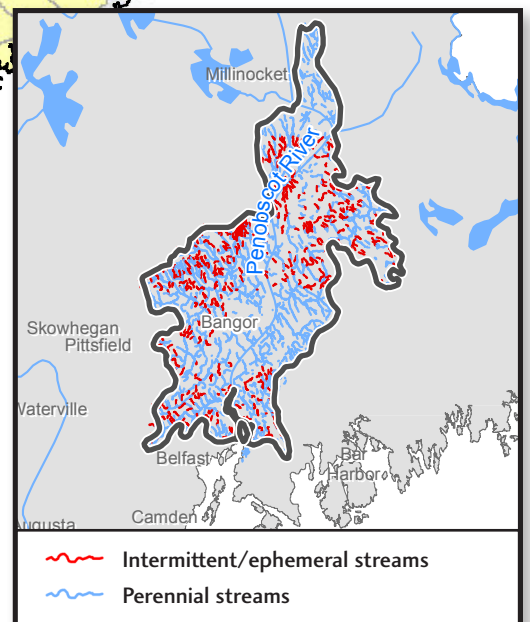 Millinocket
Penobscot River
Skowhegan
Pittsfield
Bangor
Waterville
Belfast
Bar
Harbor
Camden
Augusta
Intermittent/ephemeral streams
Perennial streams